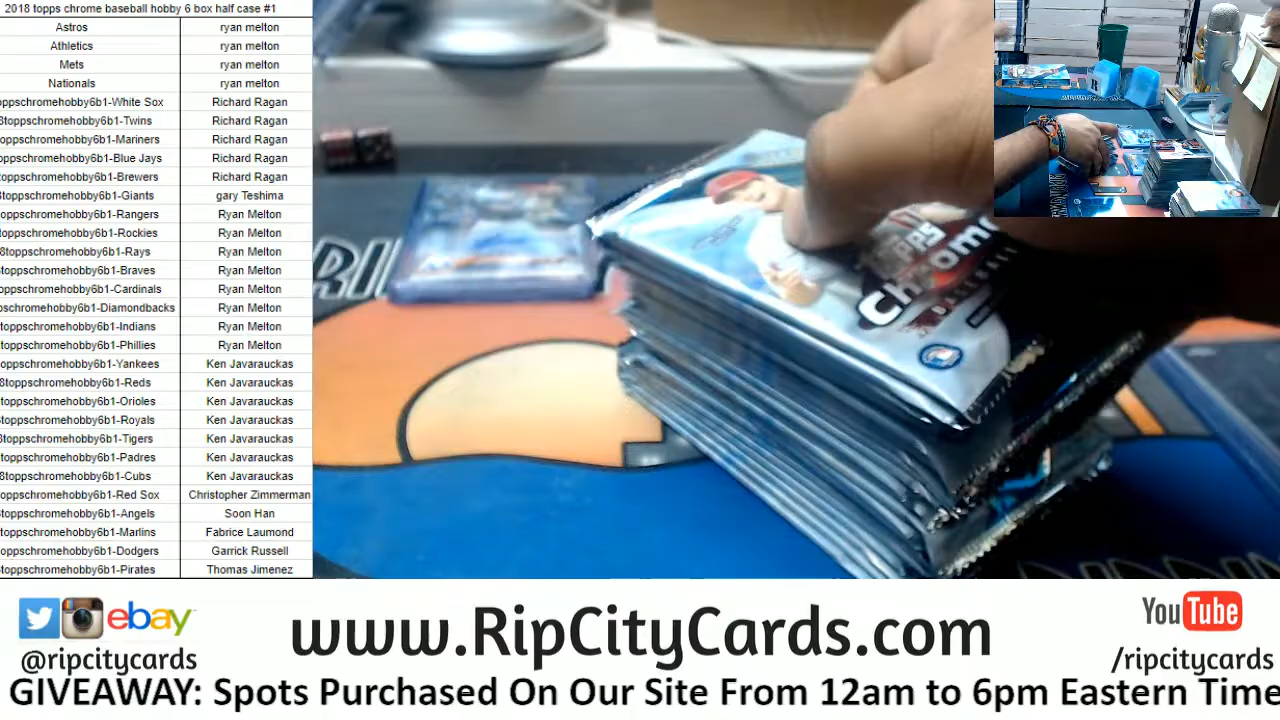 2018 topps chrome baseball hobby 6 box half case #1
Astros ryan melton
Athletics ryan melton
Mets ryan melton
Nationals ryan melton
oppschromehobby6b1-White Sox Richard Ragan
8toppschromehobby6b1-Twins Richard Ragan
toppschromehobby6b1-Mariners Richard Ragan
oppschromehobby6b1-Blue Jays Richard Ragan
toppschromehobby6b1-Brewers Richard Ragan
8toppschromehobby6b1-Giants gary Teshima
toppschromehobby6b1-Rangers Ryan Melton
toppschromehobby6b1-Rockies Ryan Melton
8toppschromehobby6b1-Rays Ryan Melton
toppschromehobby6b1-Braves Ryan Melton
toppschromehobby6b1-Cardinals Ryan Melton
pschromehobby6b1-Diamondbacks Ryan Melton
toppschromehobby6b1-Indians Ryan Melton
toppschromehobby6b1-Phillies Ryan Melton
oppschromehobby6b1-Yankees Ken Javarauckas
8toppschromehobby6b1-Reds Ken Javarauckas
toppschromehobby6b1-Orioles Ken Javarauckas
toppschromehobby6b1-Royals Ken Javarauckas
8toppschromehobby6b1-Tigers Ken Javarauckas
toppschromehobby6b1-Padres Ken Javarauckas
8toppschromehobby6b1-Cubs Ken Javarauckas
oppschromehobby6b1-Red Sox Christopher Zimmerman
toppschromehobby6b1-Angels Soon Han
toppschromehobby6b1-Marlins Fabrice Laumond
oppschromehobby6b1-Dodgers Garrick Russell
toppschromehobby6b1-Pirates Thomas Jimenez
RI
opps
Chrome
ebay
@ripcitycards
www.RipCityCards.com
YouTube
/ripcitycards
GIVEAWAY: Spots Purchased On Our Site From 12am to 6pm Eastern Time